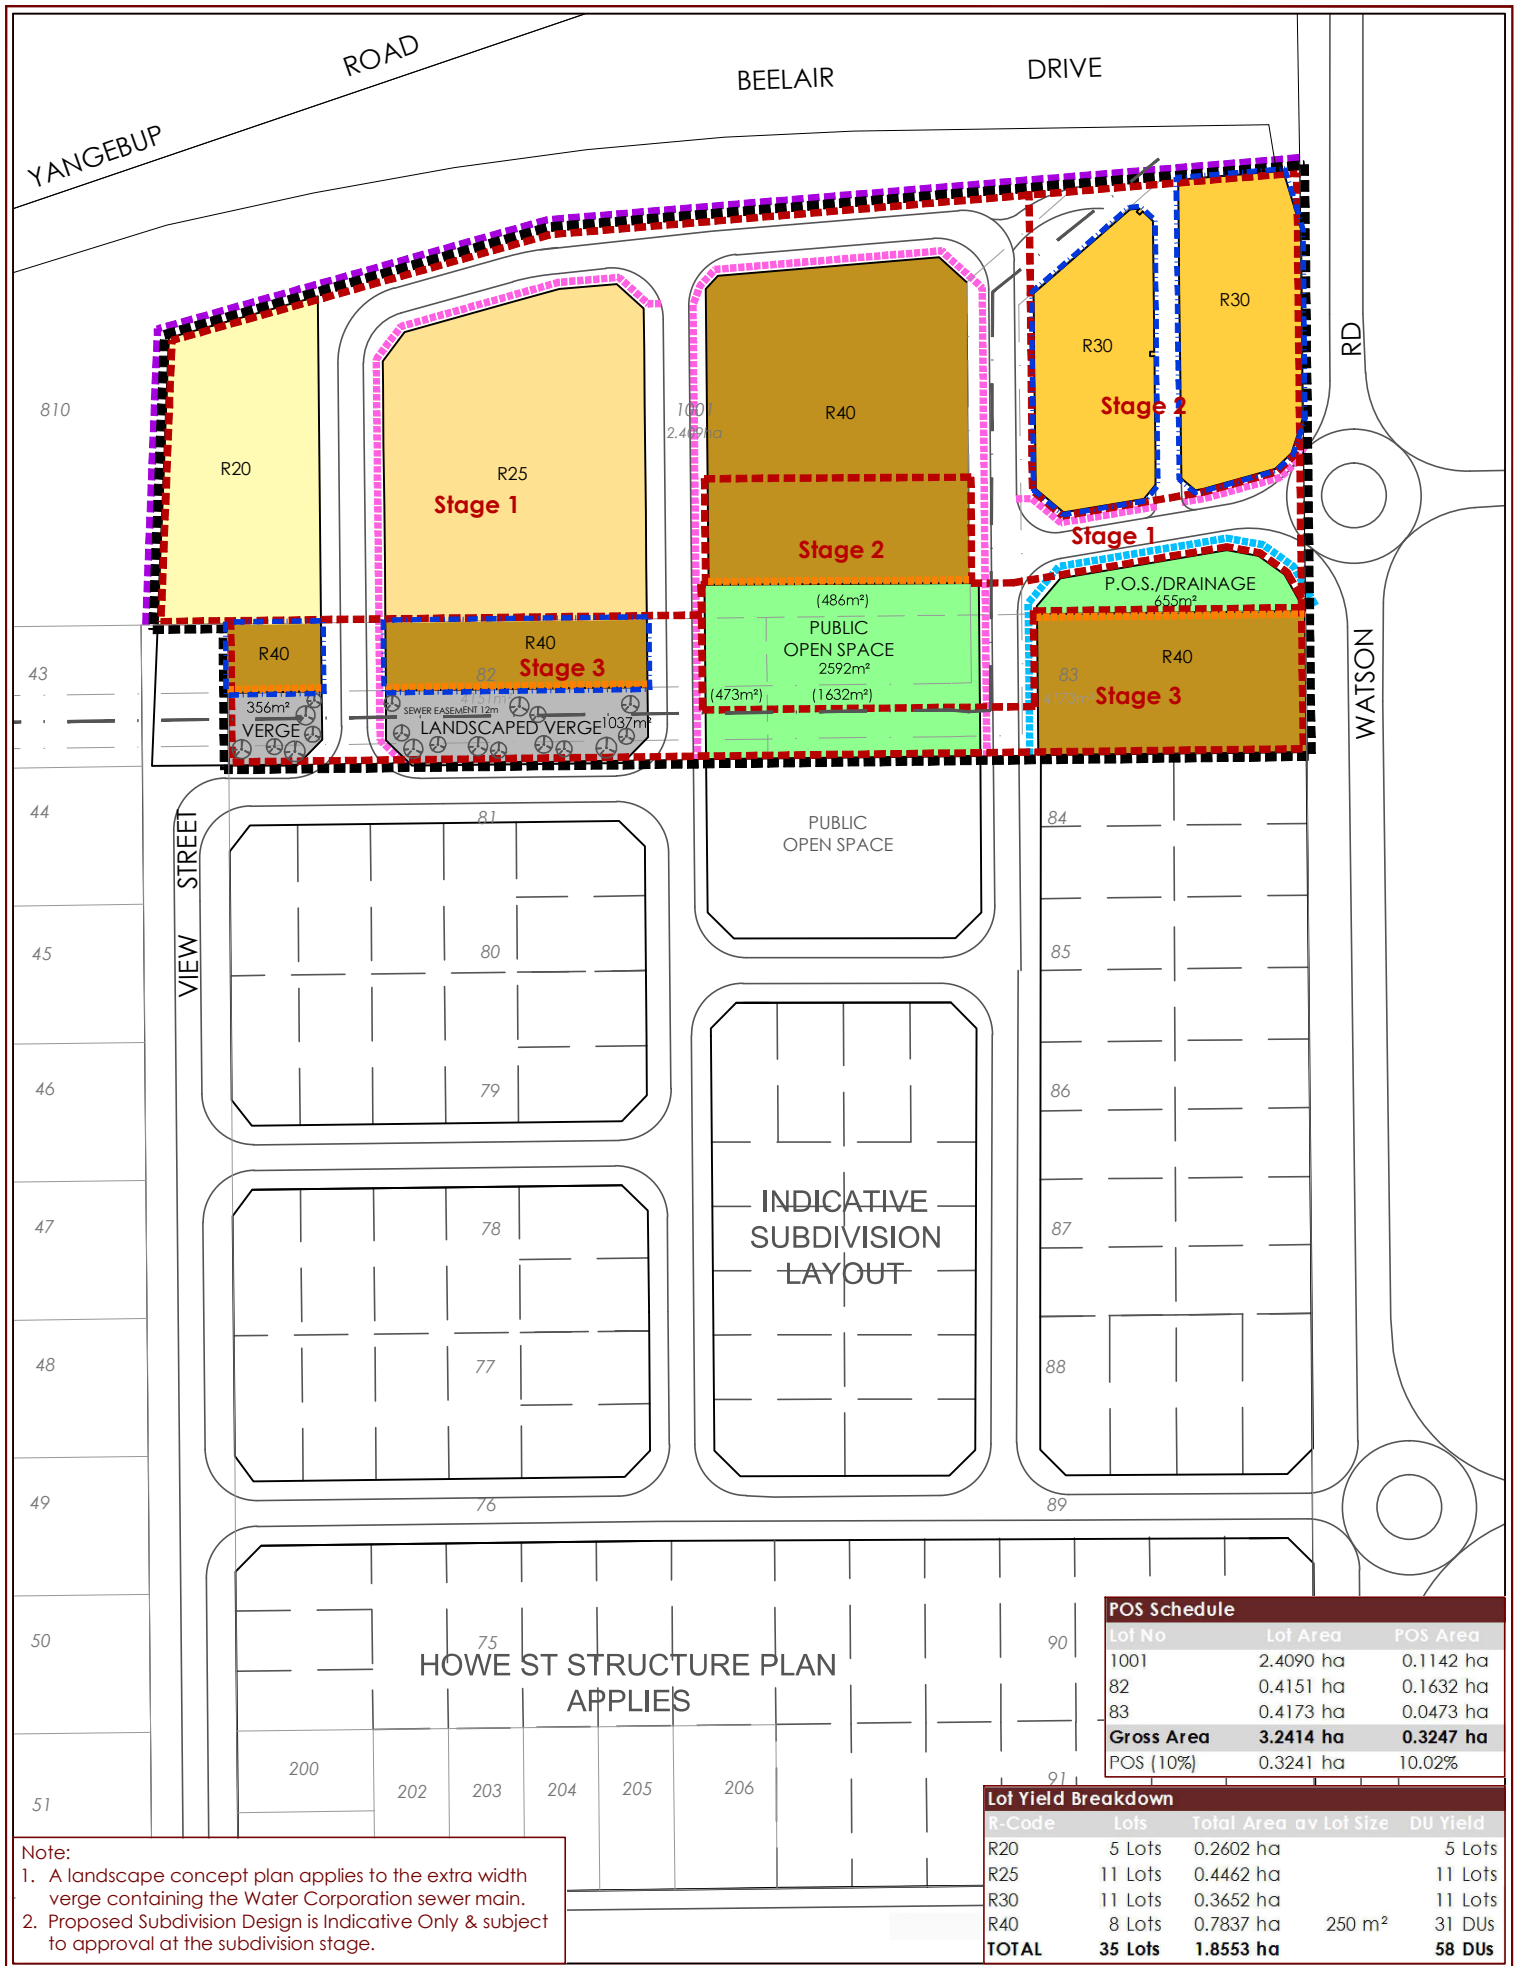 ROAD
BEELAIR
DRIVE
YANGEBUP
R30
R30
RD
810
1001
2.409ha
R40
Stage 2
R20
R25
Stage 1
Stage 1
Stage 2
P.O.S./DRAINAGE
655m²
(486m²)
PUBLIC
OPEN SPACE
2592m²
(473m²)
(1632m²)
R40
R40
Stage 3
43
82
4151m²
83
R40
Stage 3
WATSON
356m²
VERGE
SEWER EASEMENT 12m
LANDSCAPED VERGE
1037m²
44
81
PUBLIC
OPEN SPACE
84
VIEW STREET
45
80
85
46
79
86
INDICATIVE
SUBDIVISION
LAYOUT
47
78
87
48
77
88
49
76
89
50
75
90
HOWE ST STRUCTURE PLAN
APPLIES
51
200
202
203
204
205
206
91
POS Schedule
Lot No Lot Area POS Area
1001 2.4090 ha 0.1142 ha
82 0.4151 ha 0.1632 ha
83 0.4173 ha 0.0473 ha
Gross Area 3.2414 ha 0.3247 ha
POS (10%) 0.3241 ha 10.02%
Lot Yield Breakdown
R-Code Lots Total Area av Lot Size DU Yield
R20 5 Lots 0.2602 ha 5 Lots
R25 11 Lots 0.4462 ha 11 Lots
R30 11 Lots 0.3652 ha 11 Lots
R40 8 Lots 0.7837 ha 250 m² 31 DUs
TOTAL 35 Lots 1.8553 ha 58 DUs
Note:
1. A landscape concept plan applies to the extra width
verge containing the Water Corporation sewer main.
2. Proposed Subdivision Design is Indicative Only & subject
to approval at the subdivision stage.